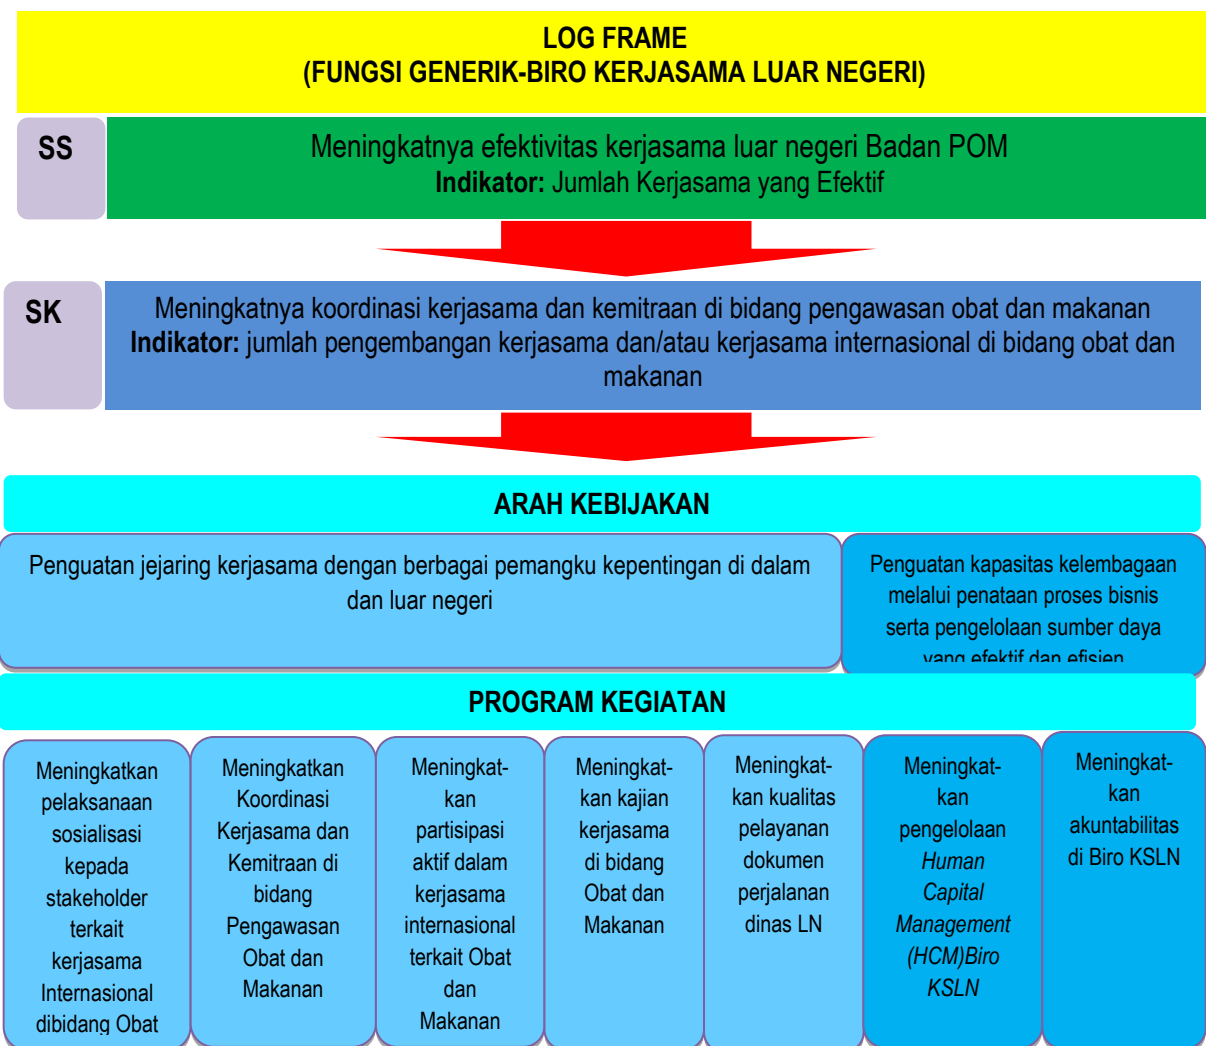 LOG FRAME
(FUNGSI GENERIK-BIRO KERJASAMA LUAR NEGERI)
SS
Meningkatnya efektivitas kerjasama luar negeri Badan POM
Indikator: Jumlah Kerjasama yang Efektif
SK
Meningkatnya koordinasi kerjasama dan kemitraan di bidang pengawasan obat dan makanan
Indikator: jumlah pengembangan kerjasama dan/atau kerjasama internasional di bidang obat dan
makanan
ARAH KEBIJAKAN
Penguatan jejaring kerjasama dengan berbagai pemangku kepentingan di dalam
dan luar negeri
Penguatan kapasitas kelembagaan
melalui penataan proses bisnis
serta pengelolaan sumber daya
yang efektif dan efisien
PROGRAM KEGIATAN
Meningkatkan
pelaksanaan
sosialisasi
kepada
stakeholder
terkait
kerjasama
Internasional
dibidang Obat
Meningkatkan
Koordinasi
Kerjasama dan
Kemitraan di
bidang
Pengawasan
Obat dan
Makanan
Meningkat-
kan
partisipasi
aktif dalam
kerjasama
internasional
terkait Obat
dan
Makanan
Meningkat-
kan kajian
kerjasama
di bidang
Obat dan
Makanan
Meningkat-
kan kualitas
pelayanan
dokumen
perjalanan
dinas LN
Meningkat-
kan
pengelolaan
Human
Capital
Management
(HCM)Biro
KSLN
Meningkat-
kan
akuntabilitas
di Biro KSLN